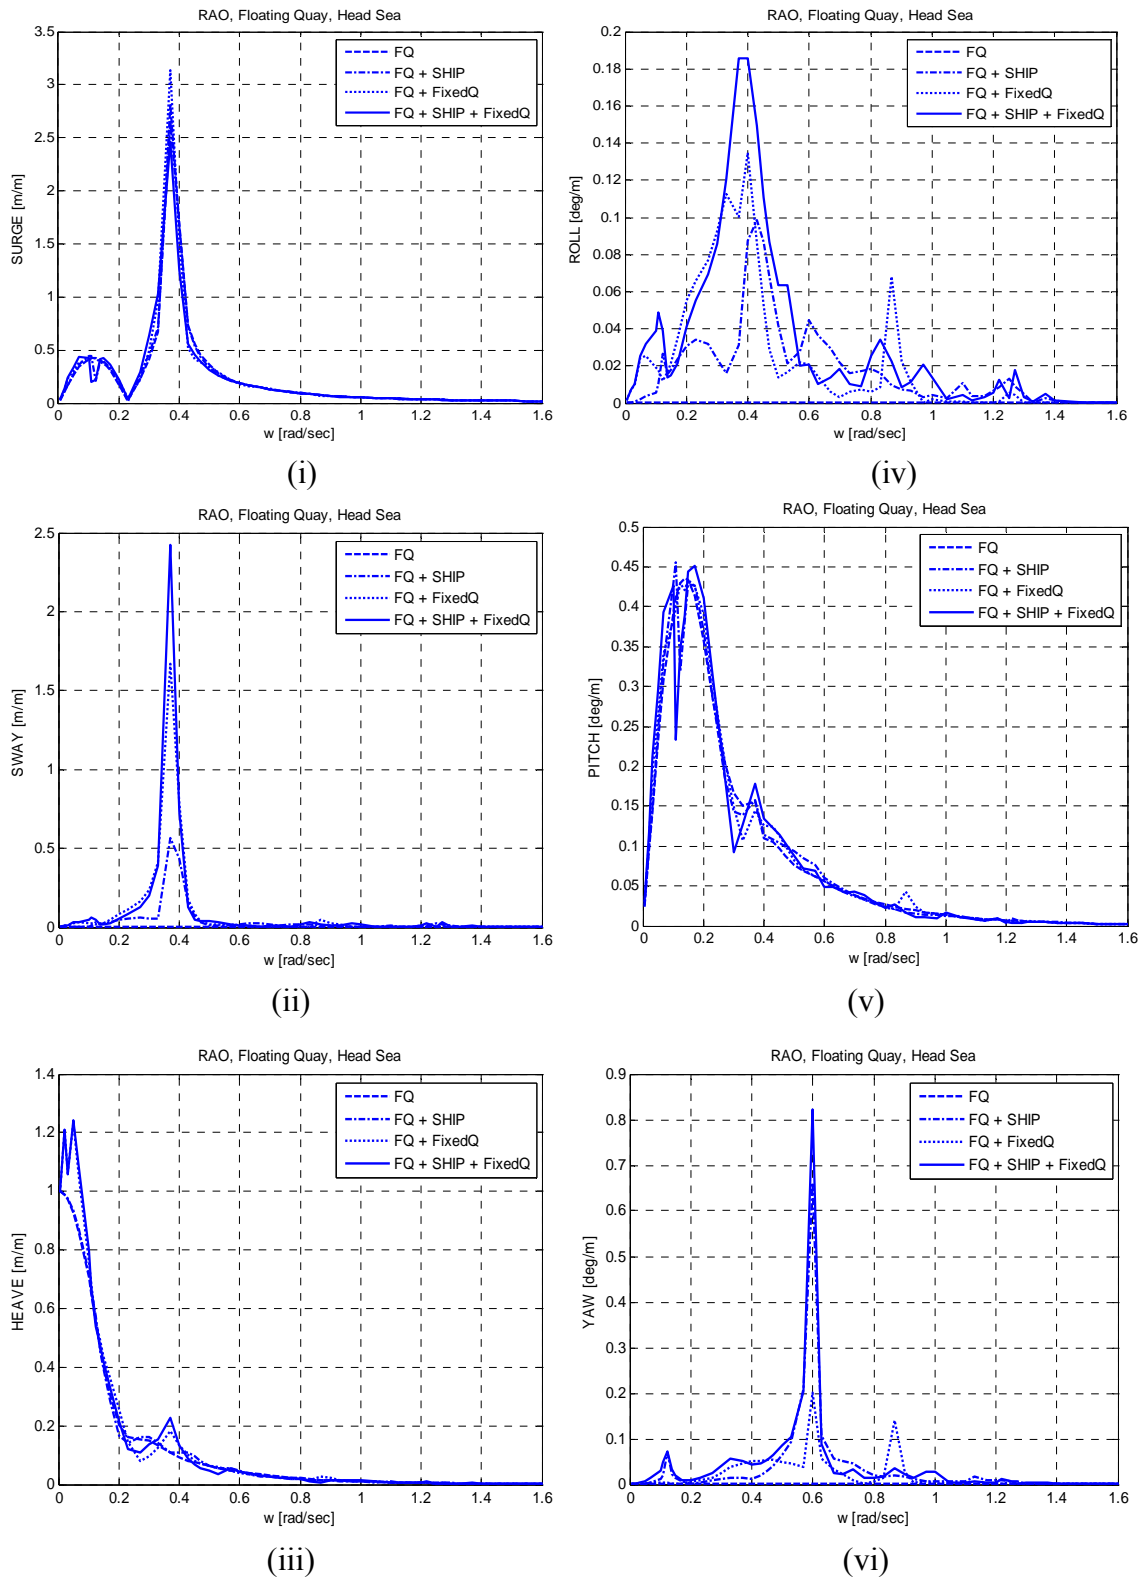 RAO, Floating Quay, Head Sea
3.5
3
2.5
2
1.5
1
0.5
0
SURGE [m/m]
FQ
FQ + SHIP
FQ + FixedQ
FQ + SHIP + FixedQ
0 0.2 0.4 0.6 0.8 1 1.2 1.4 1.6
w [rad/sec]
(i)
RAO, Floating Quay, Head Sea
0.2
0.18
0.16
0.14
0.12
0.1
0.08
0.06
0.04
0.02
0
ROLL [deg/m]
FQ
FQ + SHIP
FQ + FixedQ
FQ + SHIP + FixedQ
0 0.2 0.4 0.6 0.8 1 1.2 1.4 1.6
w [rad/sec]
(iv)
RAO, Floating Quay, Head Sea
2.5
2
1.5
1
0.5
0
SWAY [m/m]
FQ
FQ + SHIP
FQ + FixedQ
FQ + SHIP + FixedQ
0 0.2 0.4 0.6 0.8 1 1.2 1.4 1.6
w [rad/sec]
(ii)
RAO, Floating Quay, Head Sea
0.5
0.45
0.4
0.35
0.3
0.25
0.2
0.15
0.1
0.05
0
PITCH [deg/m]
FQ
FQ + SHIP
FQ + FixedQ
FQ + SHIP + FixedQ
0 0.2 0.4 0.6 0.8 1 1.2 1.4 1.6
w [rad/sec]
(v)
RAO, Floating Quay, Head Sea
1.4
1.2
1
0.8
0.6
0.4
0.2
0
HEAVE [m/m]
FQ
FQ + SHIP
FQ + FixedQ
FQ + SHIP + FixedQ
0 0.2 0.4 0.6 0.8 1 1.2 1.4 1.6
w [rad/sec]
(iii)
RAO, Floating Quay, Head Sea
0.9
0.8
0.7
0.6
0.5
0.4
0.3
0.2
0.1
0
YAW [deg/m]
FQ
FQ + SHIP
FQ + FixedQ
FQ + SHIP + FixedQ
0 0.2 0.4 0.6 0.8 1 1.2 1.4 1.6
w [rad/sec]
(vi)